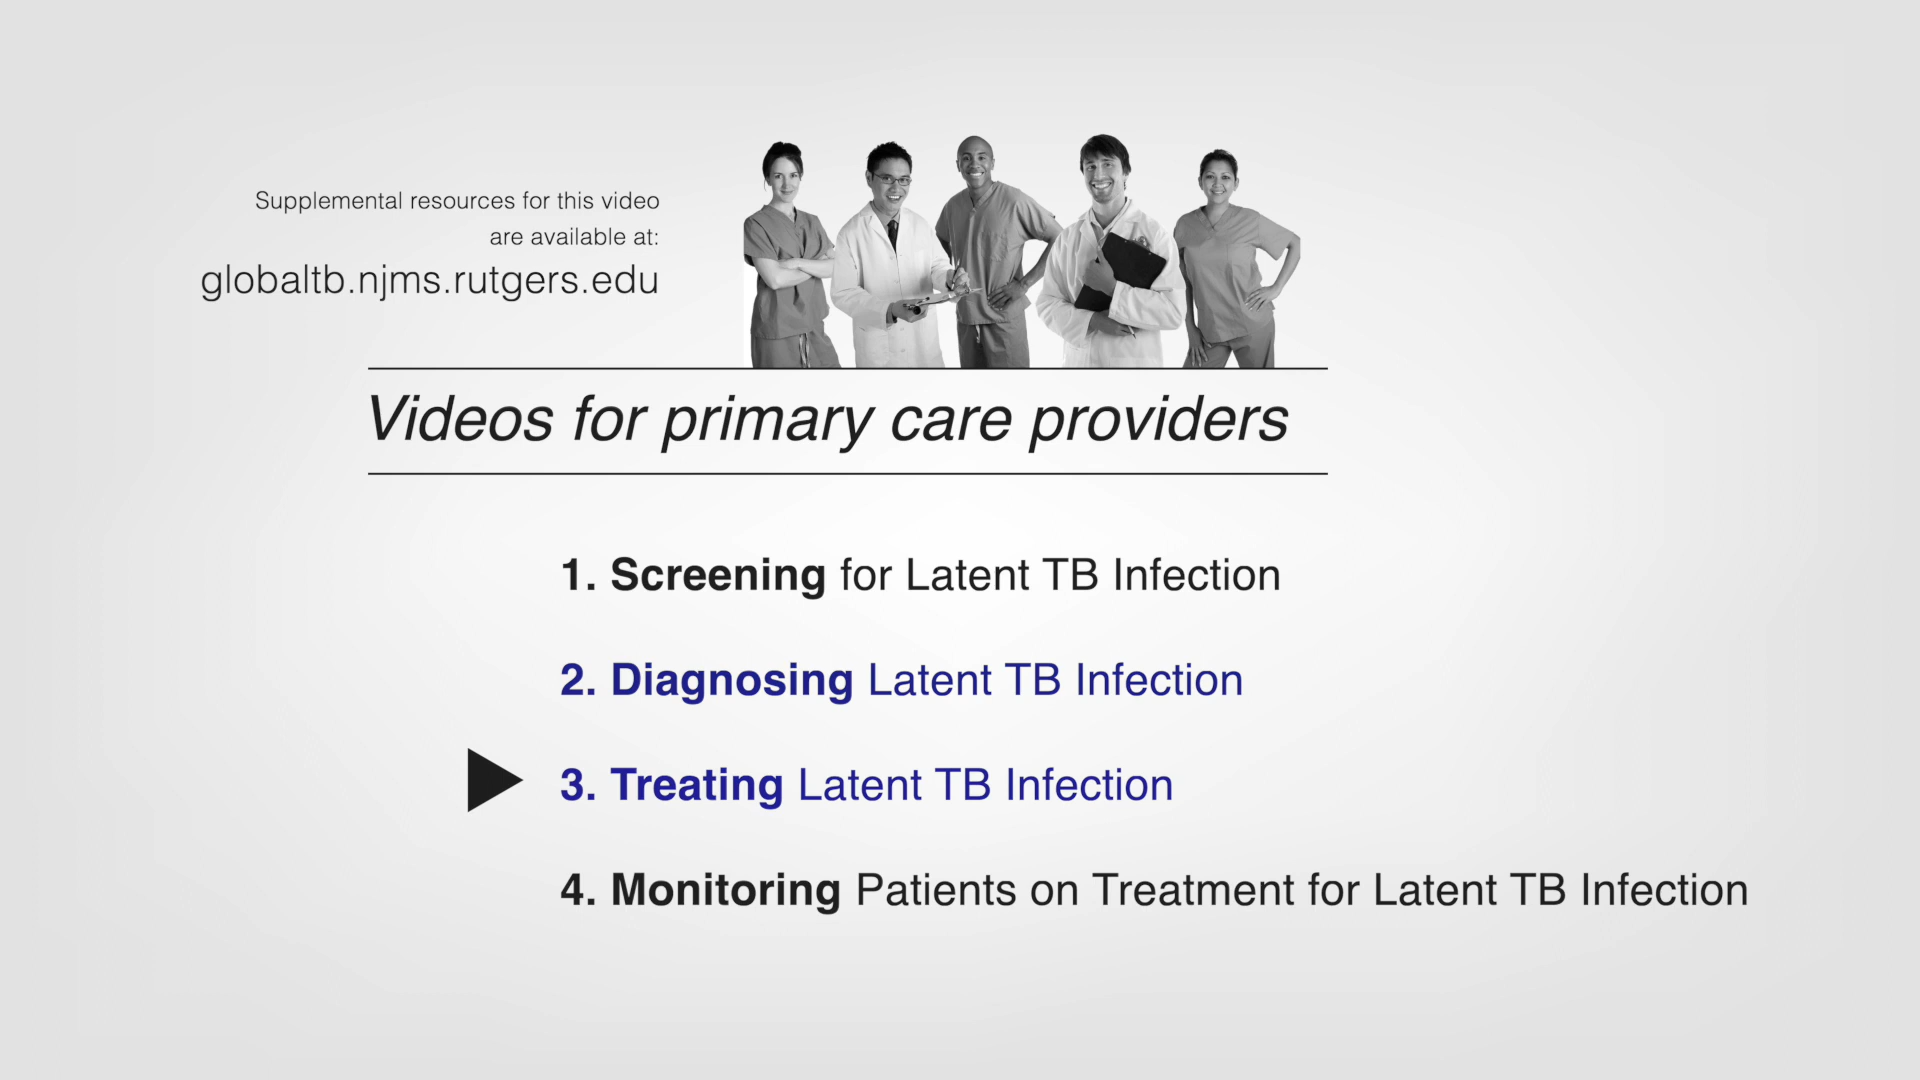 Supplemental resources for this video
are available at:
globaltb.njms.rutgers.edu
Videos for primary care providers
1. Screening for Latent TB Infection
2. Diagnosing Latent TB Infection
3. Treating Latent TB Infection
4. Monitoring Patients on Treatment for Latent TB Infection